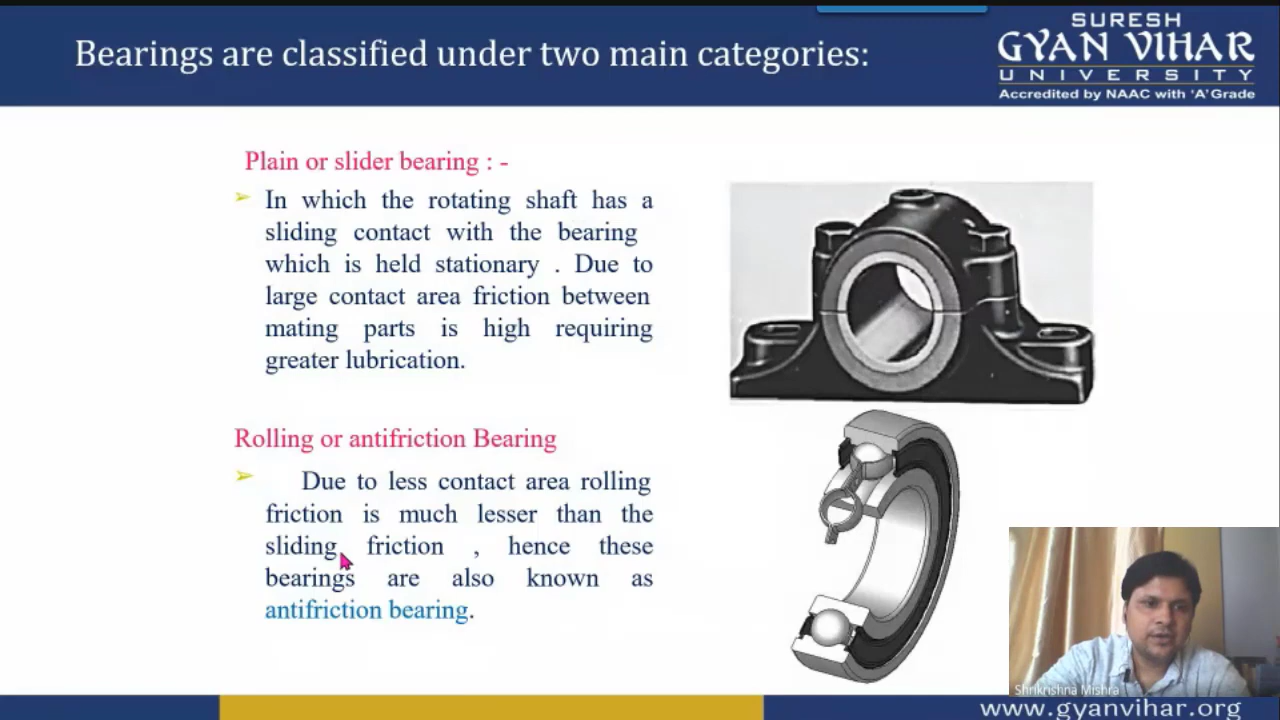 Bearings are classified under two main categories:
SURESH
GYAN VIHAR
UNIVERSITY
Accredited by NAAC with 'A' Grade
Plain or slider bearing : -
In which the rotating shaft has a
sliding contact with the bearing
which is held stationary . Due to
large contact area friction between
mating parts is high requiring
greater lubrication.
Rolling or antifriction Bearing
Due to less contact area rolling
friction is much lesser than the
sliding friction , hence these
bearings are also known as
antifriction bearing.
Shrikrishna Mishra
www.gyanvihar.org